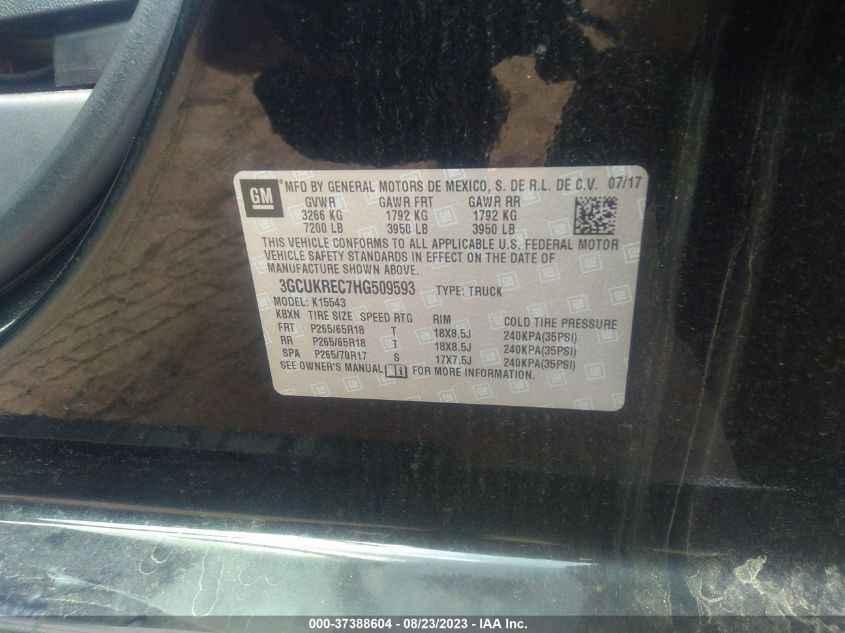 GM ® MFD BY GENERAL MOTORS DE MEXICO, S. DE R.L. DE C.V. 07/17
GVWR GAWR FRT GAWR RR
3266 KG 1792 KG 1792 KG
7200 LB 3950 LB 3950 LB
THIS VEHICLE CONFORMS TO ALL APPLICABLE U.S. FEDERAL MOTOR
VEHICLE SAFETY STANDARDS IN EFFECT ON THE DATE OF
MANUFACTURE SHOWN ABOVE.
3GCUKREC7HG509593 TYPE: TRUCK
MODEL: K15543
KBXN TIRE SIZE SPEED RTG RIM COLD TIRE PRESSURE
FRT P265/65R18 T 18X8.5J 240KPA(35PSI)
RR P265/65R18 T 18X8.5J 240KPA(35PSI)
SPA P265/70R17 S 17X7.5J 240KPA(35PSI)
SEE OWNER'S MANUAL FOR MORE INFORMATION.
000-37388604 - 08/23/2023 - IAA Inc.